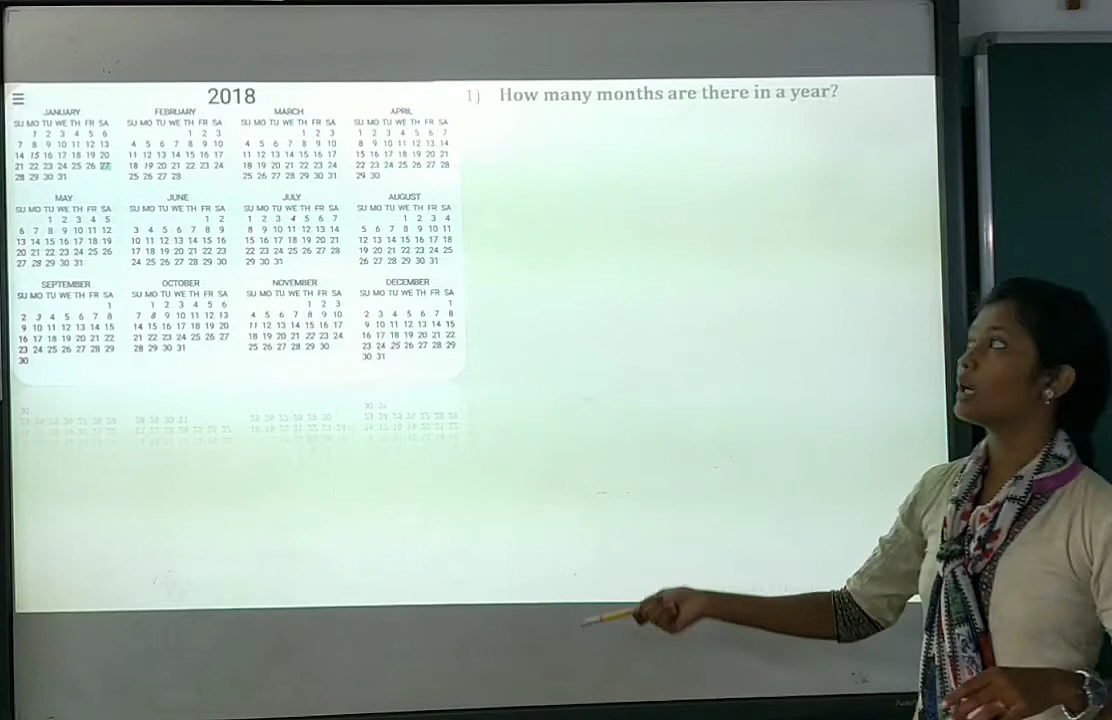 2018
1) How many months are there in a year?
JANUARY
SU MO TU WE TH FR SA
1 2 3 4 5 6
7 8 9 10 11 12 13
14 15 16 17 18 19 20
21 22 23 24 25 26 27
28 29 30 31
FEBRUARY
SU MO TU WE TH FR SA
1 2 3
4 5 6 7 8 9 10
11 12 13 14 15 16 17
18 19 20 21 22 23 24
25 26 27 28
MARCH
SU MO TU WE TH FR SA
1 2 3
4 5 6 7 8 9 10
11 12 13 14 15 16 17
18 19 20 21 22 23 24
25 26 27 28 29 30 31
APRIL
SU MO TU WE TH FR SA
1 2 3 4 5 6 7
8 9 10 11 12 13 14
15 16 17 18 19 20 21
22 23 24 25 26 27 28
29 30
MAY
SU MO TU WE TH FR SA
1 2 3 4 5
6 7 8 9 10 11 12
13 14 15 16 17 18 19
20 21 22 23 24 25 26
27 28 29 30 31
JUNE
SU MO TU WE TH FR SA
1 2
3 4 5 6 7 8 9
10 11 12 13 14 15 16
17 18 19 20 21 22 23
24 25 26 27 28 29 30
JULY
SU MO TU WE TH FR SA
1 2 3 4 5 6 7
8 9 10 11 12 13 14
15 16 17 18 19 20 21
22 23 24 25 26 27 28
29 30 31
AUGUST
SU MO TU WE TH FR SA
1 2 3 4
5 6 7 8 9 10 11
12 13 14 15 16 17 18
19 20 21 22 23 24 25
26 27 28 29 30 31
SEPTEMBER
SU MO TU WE TH FR SA
1
2 3 4 5 6 7 8
9 10 11 12 13 14 15
16 17 18 19 20 21 22
23 24 25 26 27 28 29
30
OCTOBER
SU MO TU WE TH FR SA
1 2 3 4 5 6
7 8 9 10 11 12 13
14 15 16 17 18 19 20
21 22 23 24 25 26 27
28 29 30 31
NOVEMBER
SU MO TU WE TH FR SA
1 2 3
4 5 6 7 8 9 10
11 12 13 14 15 16 17
18 19 20 21 22 23 24
25 26 27 28 29 30
DECEMBER
SU MO TU WE TH FR SA
1
2 3 4 5 6 7 8
9 10 11 12 13 14 15
16 17 18 19 20 21 22
23 24 25 26 27 28 29
30 31